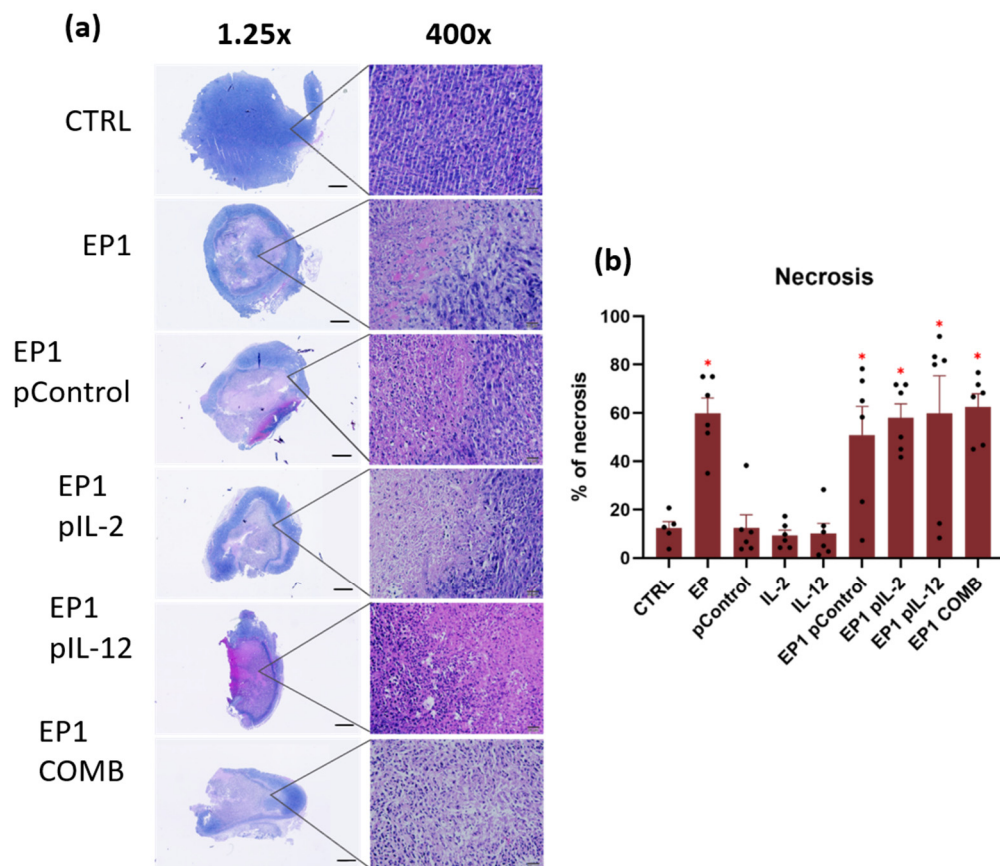 (a)
1.25x 400x
CTRL
EP1
EP1
pControl
EP1
pIL-2
EP1
pIL-12
EP1
COMB
(b)
Necrosis
% of necrosis
100
80
60
40
20
0
* * * * *
CTRL
EP
pControl
IL-2
IL-12
EP1 pControl
EP1 pIL-2
EP1 pIL-12
EP1 COMB